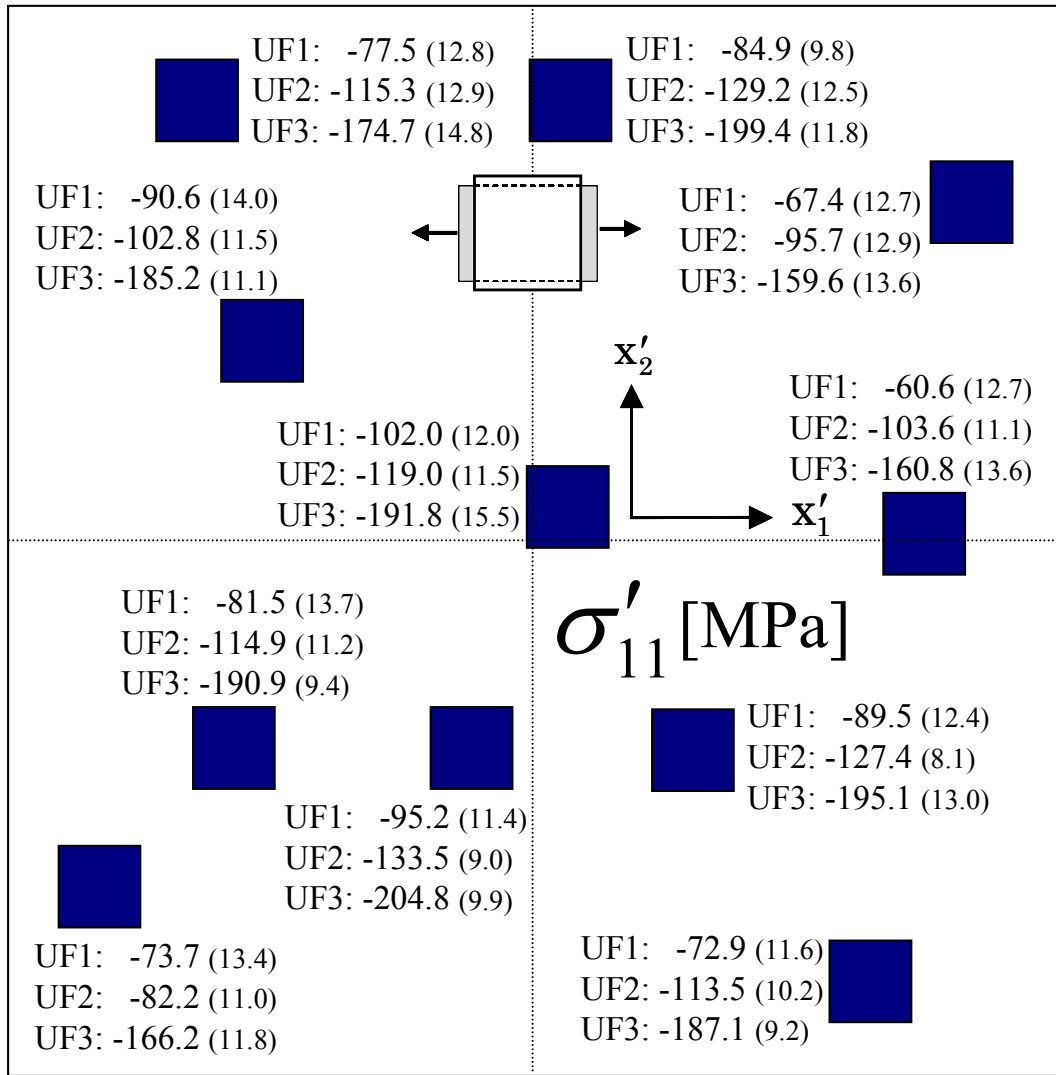 UF1: -77.5 (12.8)
UF2: -115.3 (12.9)
UF3: -174.7 (14.8)
UF1: -84.9 (9.8)
UF2: -129.2 (12.5)
UF3: -199.4 (11.8)
UF1: -90.6 (14.0)
UF2: -102.8 (11.5)
UF3: -185.2 (11.1)
UF1: -67.4 (12.7)
UF2: -95.7 (12.9)
UF3: -159.6 (13.6)
x′2
UF1: -60.6 (12.7)
UF2: -103.6 (11.1)
UF3: -160.8 (13.6)
UF1: -102.0 (12.0)
UF2: -119.0 (11.5)
UF3: -191.8 (15.5)
x′1
UF1: -81.5 (13.7)
UF2: -114.9 (11.2)
UF3: -190.9 (9.4)
σ′11 [MPa]
UF1: -89.5 (12.4)
UF2: -127.4 (8.1)
UF3: -195.1 (13.0)
UF1: -95.2 (11.4)
UF2: -133.5 (9.0)
UF3: -204.8 (9.9)
UF1: -73.7 (13.4)
UF2: -82.2 (11.0)
UF3: -166.2 (11.8)
UF1: -72.9 (11.6)
UF2: -113.5 (10.2)
UF3: -187.1 (9.2)